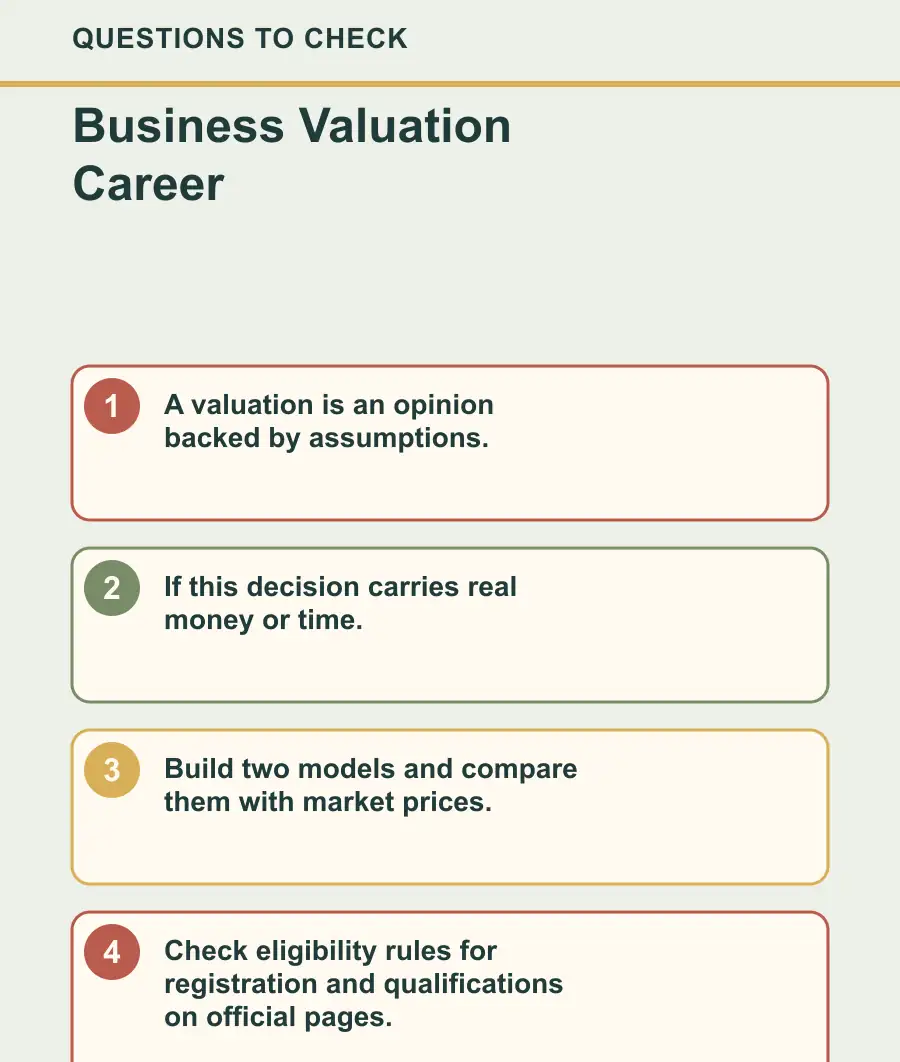 QUESTIONS TO CHECK
Business Valuation
Career
1
A valuation is an opinion
backed by assumptions.
2
If this decision carries real
money or time.
3
Build two models and compare
them with market prices.
4
Check eligibility rules for
registration and qualifications
on official pages.